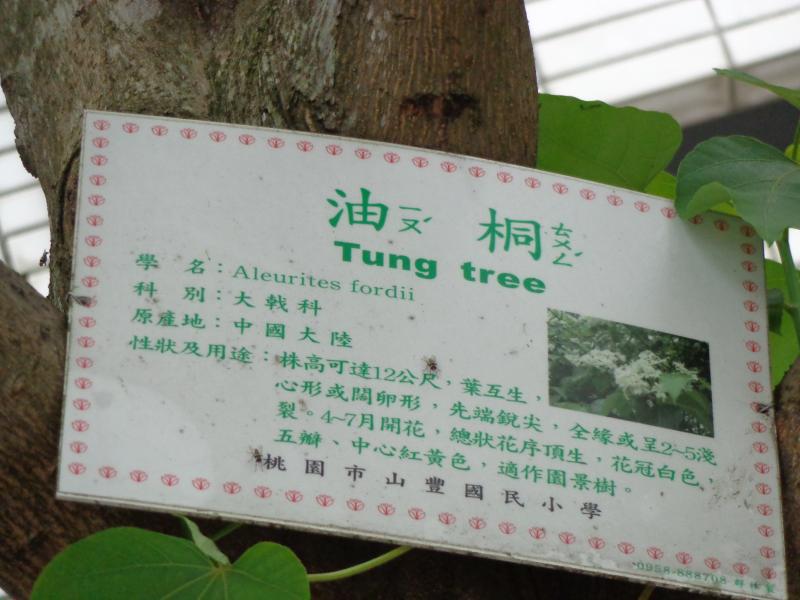 油ㄧㄡˊ 桐ㄊㄨㄥˊ
Tung tree
學 名：Aleurites fordii
科 別：大戟科
原產地：中國大陸
性狀及用途：株高可達12公尺，葉互生，
心形或闊卵形，先端銳尖，全緣或呈2~5淺
裂。4~7月開花，總狀花序頂生，花冠白色，
五瓣、中心紅黃色，適作園景樹。
桃園市山豐國民小學
0958-888708